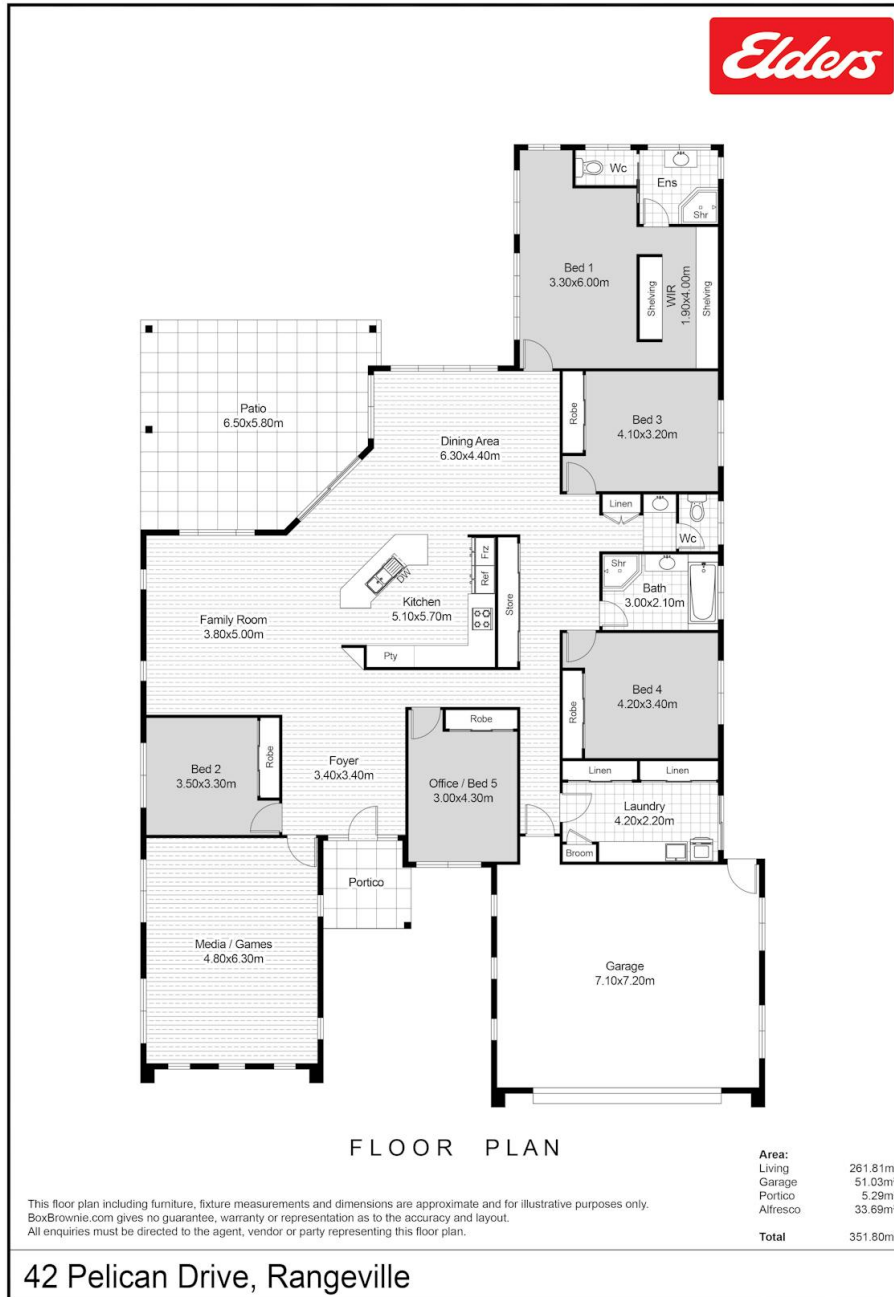 Elders
Wc
Ens
Shr
Bed 1
3.30x6.00m
Shelving
WIR
1.90x4.00m
Shelving
Patio
6.50x5.80m
Robe
Bed 3
4.10x3.20m
Dining Area
6.30x4.40m
Linen
Wc
Frz
Ref
DW
Kitchen
5.10x5.70m
Store
Shr
Bath
3.00x2.10m
Family Room
3.80x5.00m
Pty
Robe
Bed 4
4.20x3.40m
Bed 2
3.50x3.30m
Robe
Foyer
3.40x3.40m
Robe
Office / Bed 5
3.00x4.30m
Linen
Linen
Laundry
4.20x2.20m
Broom
Portico
Media / Games
4.80x6.30m
Garage
7.10x7.20m
FLOOR PLAN
Area:
Living 261.81m
Garage 51.03m²
Portico 5.29m
Alfresco 33.69m²
Total 351.80m
This floor plan including furniture, fixture measurements and dimensions are approximate and for illustrative purposes only.
BoxBrownie.com gives no guarantee, warranty or representation as to the accuracy and layout.
All enquiries must be directed to the agent, vendor or party representing this floor plan.
42 Pelican Drive, Rangeville